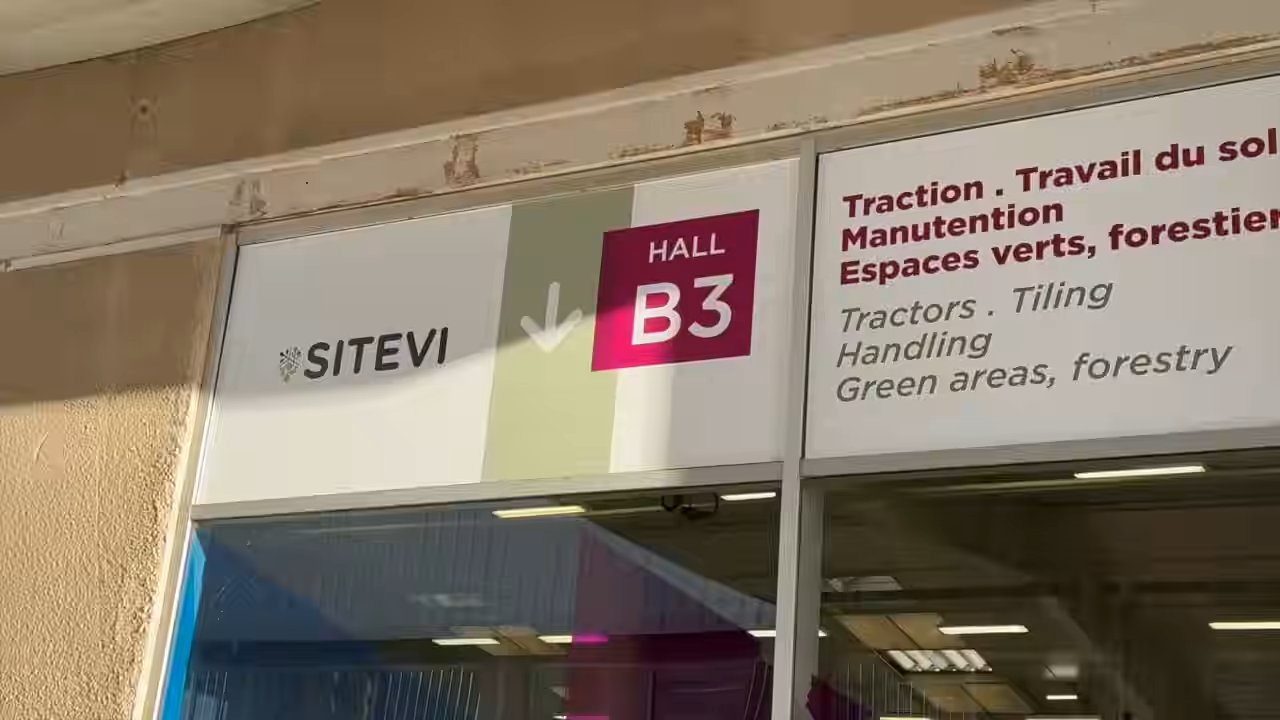 SITEVI
HALL
B3
Traction . Travail du sol
Manutention
Espaces verts, forestier
Tractors . Tiling
Handling
Green areas, forestry